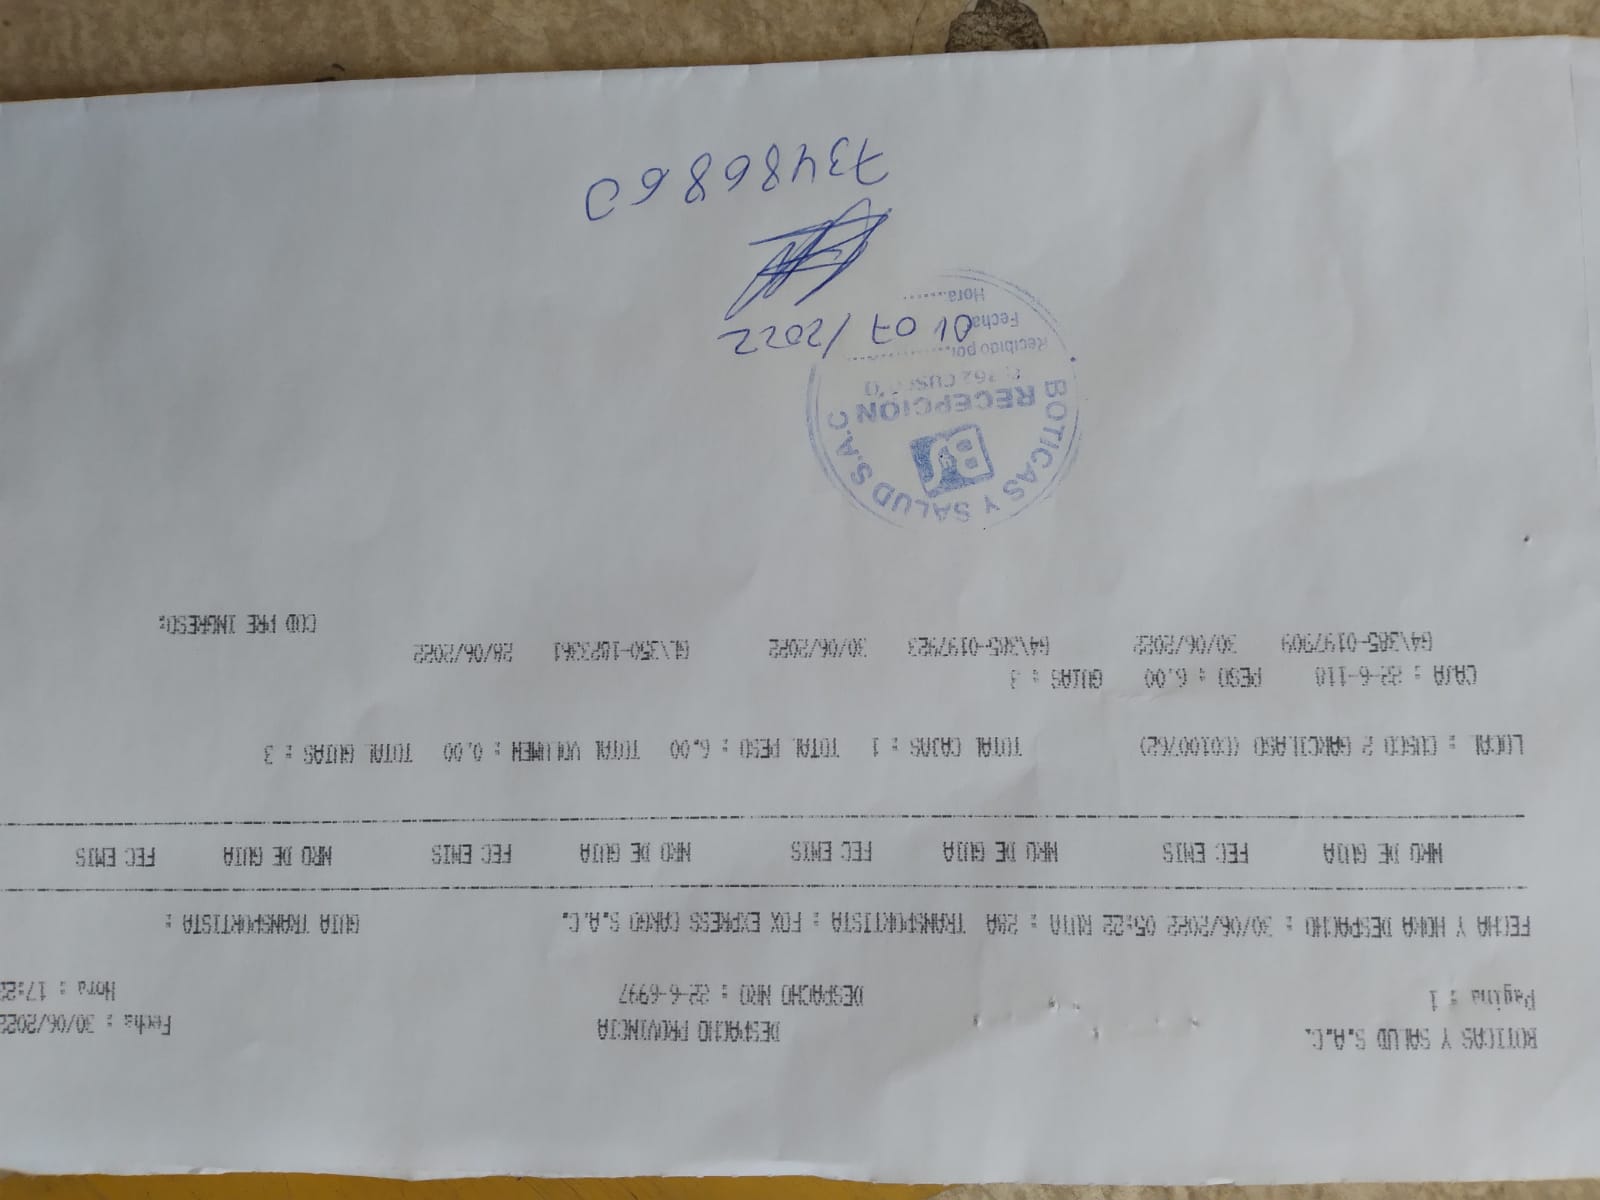 BOTICAS Y SALUD S.A.C. DESPACHO PROVINCIA Fecha : 30/06/2022
Pagina : 1 DESPACHO NRO : 22-6-6997 Hora : 17:22
FECHA Y HORA DESPACHO : 30/06/2022 05:22 RUTA : 28A TRANSPORTISTA : FOX EXPRESS CARGO S.A.C. GUIA TRANSPORTISTA :
NRO DE GUIA FEC EMIS NRO DE GUIA FEC EMIS NRO DE GUIA FEC EMIS NRO DE GUIA FEC EMIS
LOCAL : CUSCO 2 GARCILASO (C0100762) TOTAL CAJAS : 1 TOTAL PESO : 6.00 TOTAL VOLUMEN : 0.00 TOTAL GUIAS : 3
CAJA : 22-6-110 PESO : 6.00 GUIAS : 3
G4\385-0197909 30/06/2022 G4\385-0197923 30/06/2022 GL\350-1823361 28/06/2022
COD PRE INGRESO:
BOTICAS Y SALUD S.A.C
BS
RECEPCIÓN
Recibido por
Fecha 01 07/2022
Hora
73486860